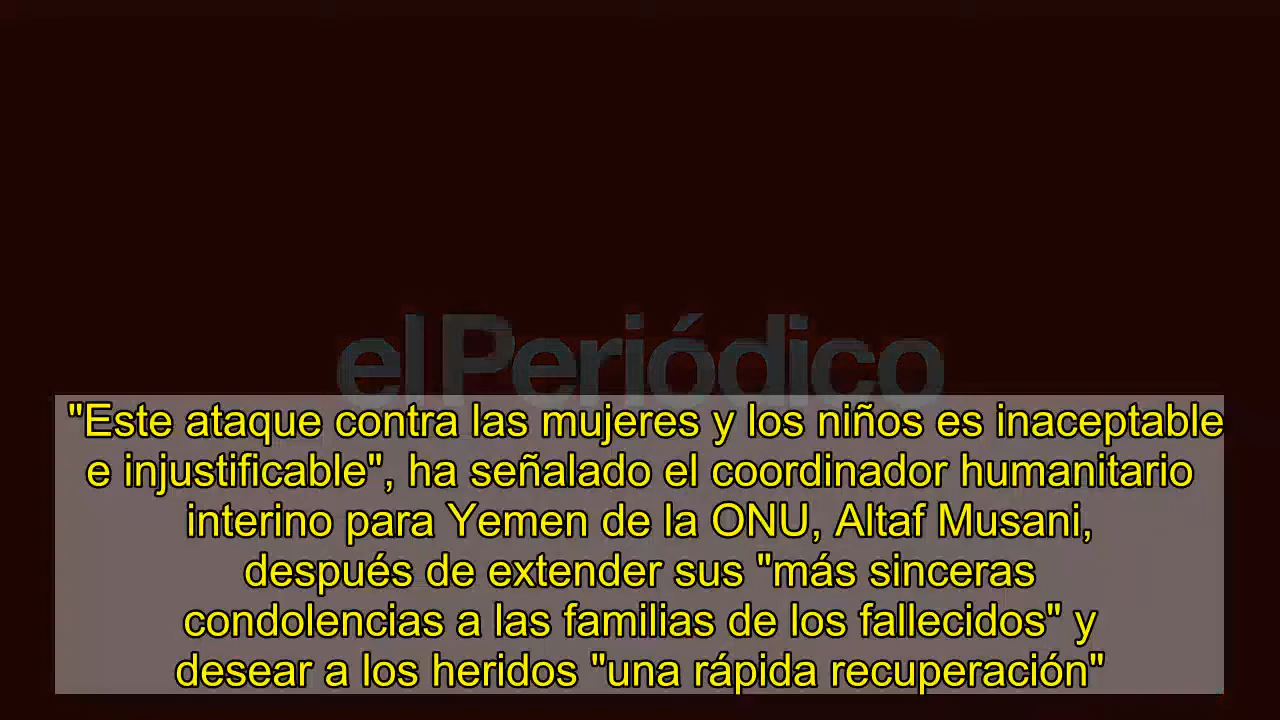 el Periódico
"Este ataque contra las mujeres y los niños es inaceptable
e injustificable", ha señalado el coordinador humanitario
interino para Yemen de la ONU, Altaf Musani,
después de extender sus "más sinceras
condolencias a las familias de los fallecidos" y
desear a los heridos "una rápida recuperación"